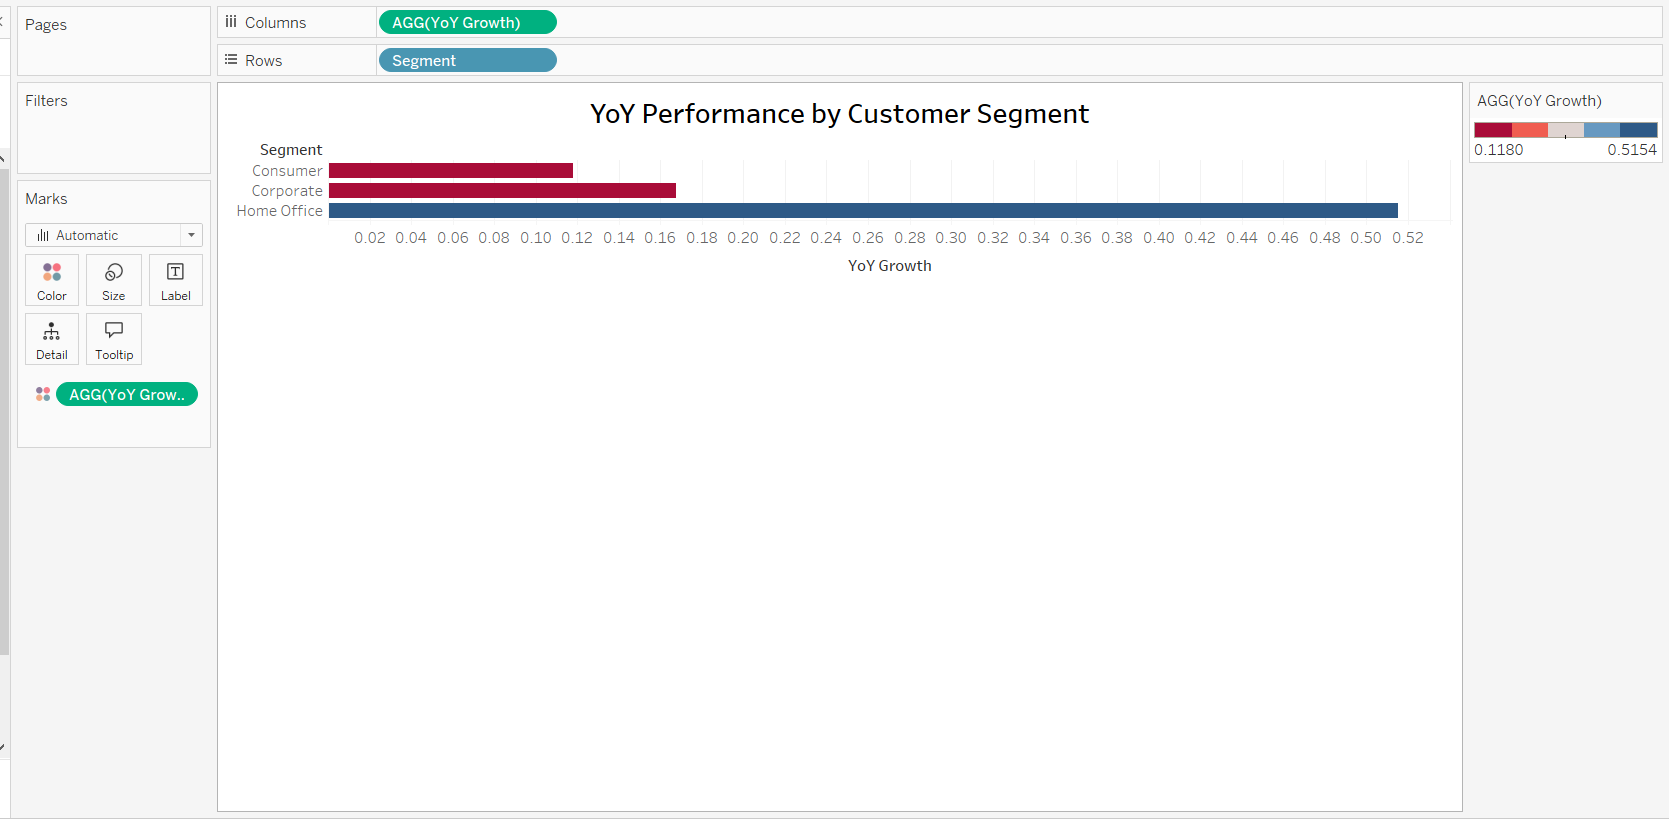 Pages
Columns AGG(YoY Growth)
Rows Segment
Filters
Marks
Automatic
Color Size Label
Detail Tooltip
AGG(YoY Grow..
YoY Performance by Customer Segment
Segment
Consumer
Corporate
Home Office
0.02 0.04 0.06 0.08 0.10 0.12 0.14 0.16 0.18 0.20 0.22 0.24 0.26 0.28 0.30 0.32 0.34 0.36 0.38 0.40 0.42 0.44 0.46 0.48 0.50 0.52
YoY Growth
AGG(YoY Growth)
0.1180 0.5154